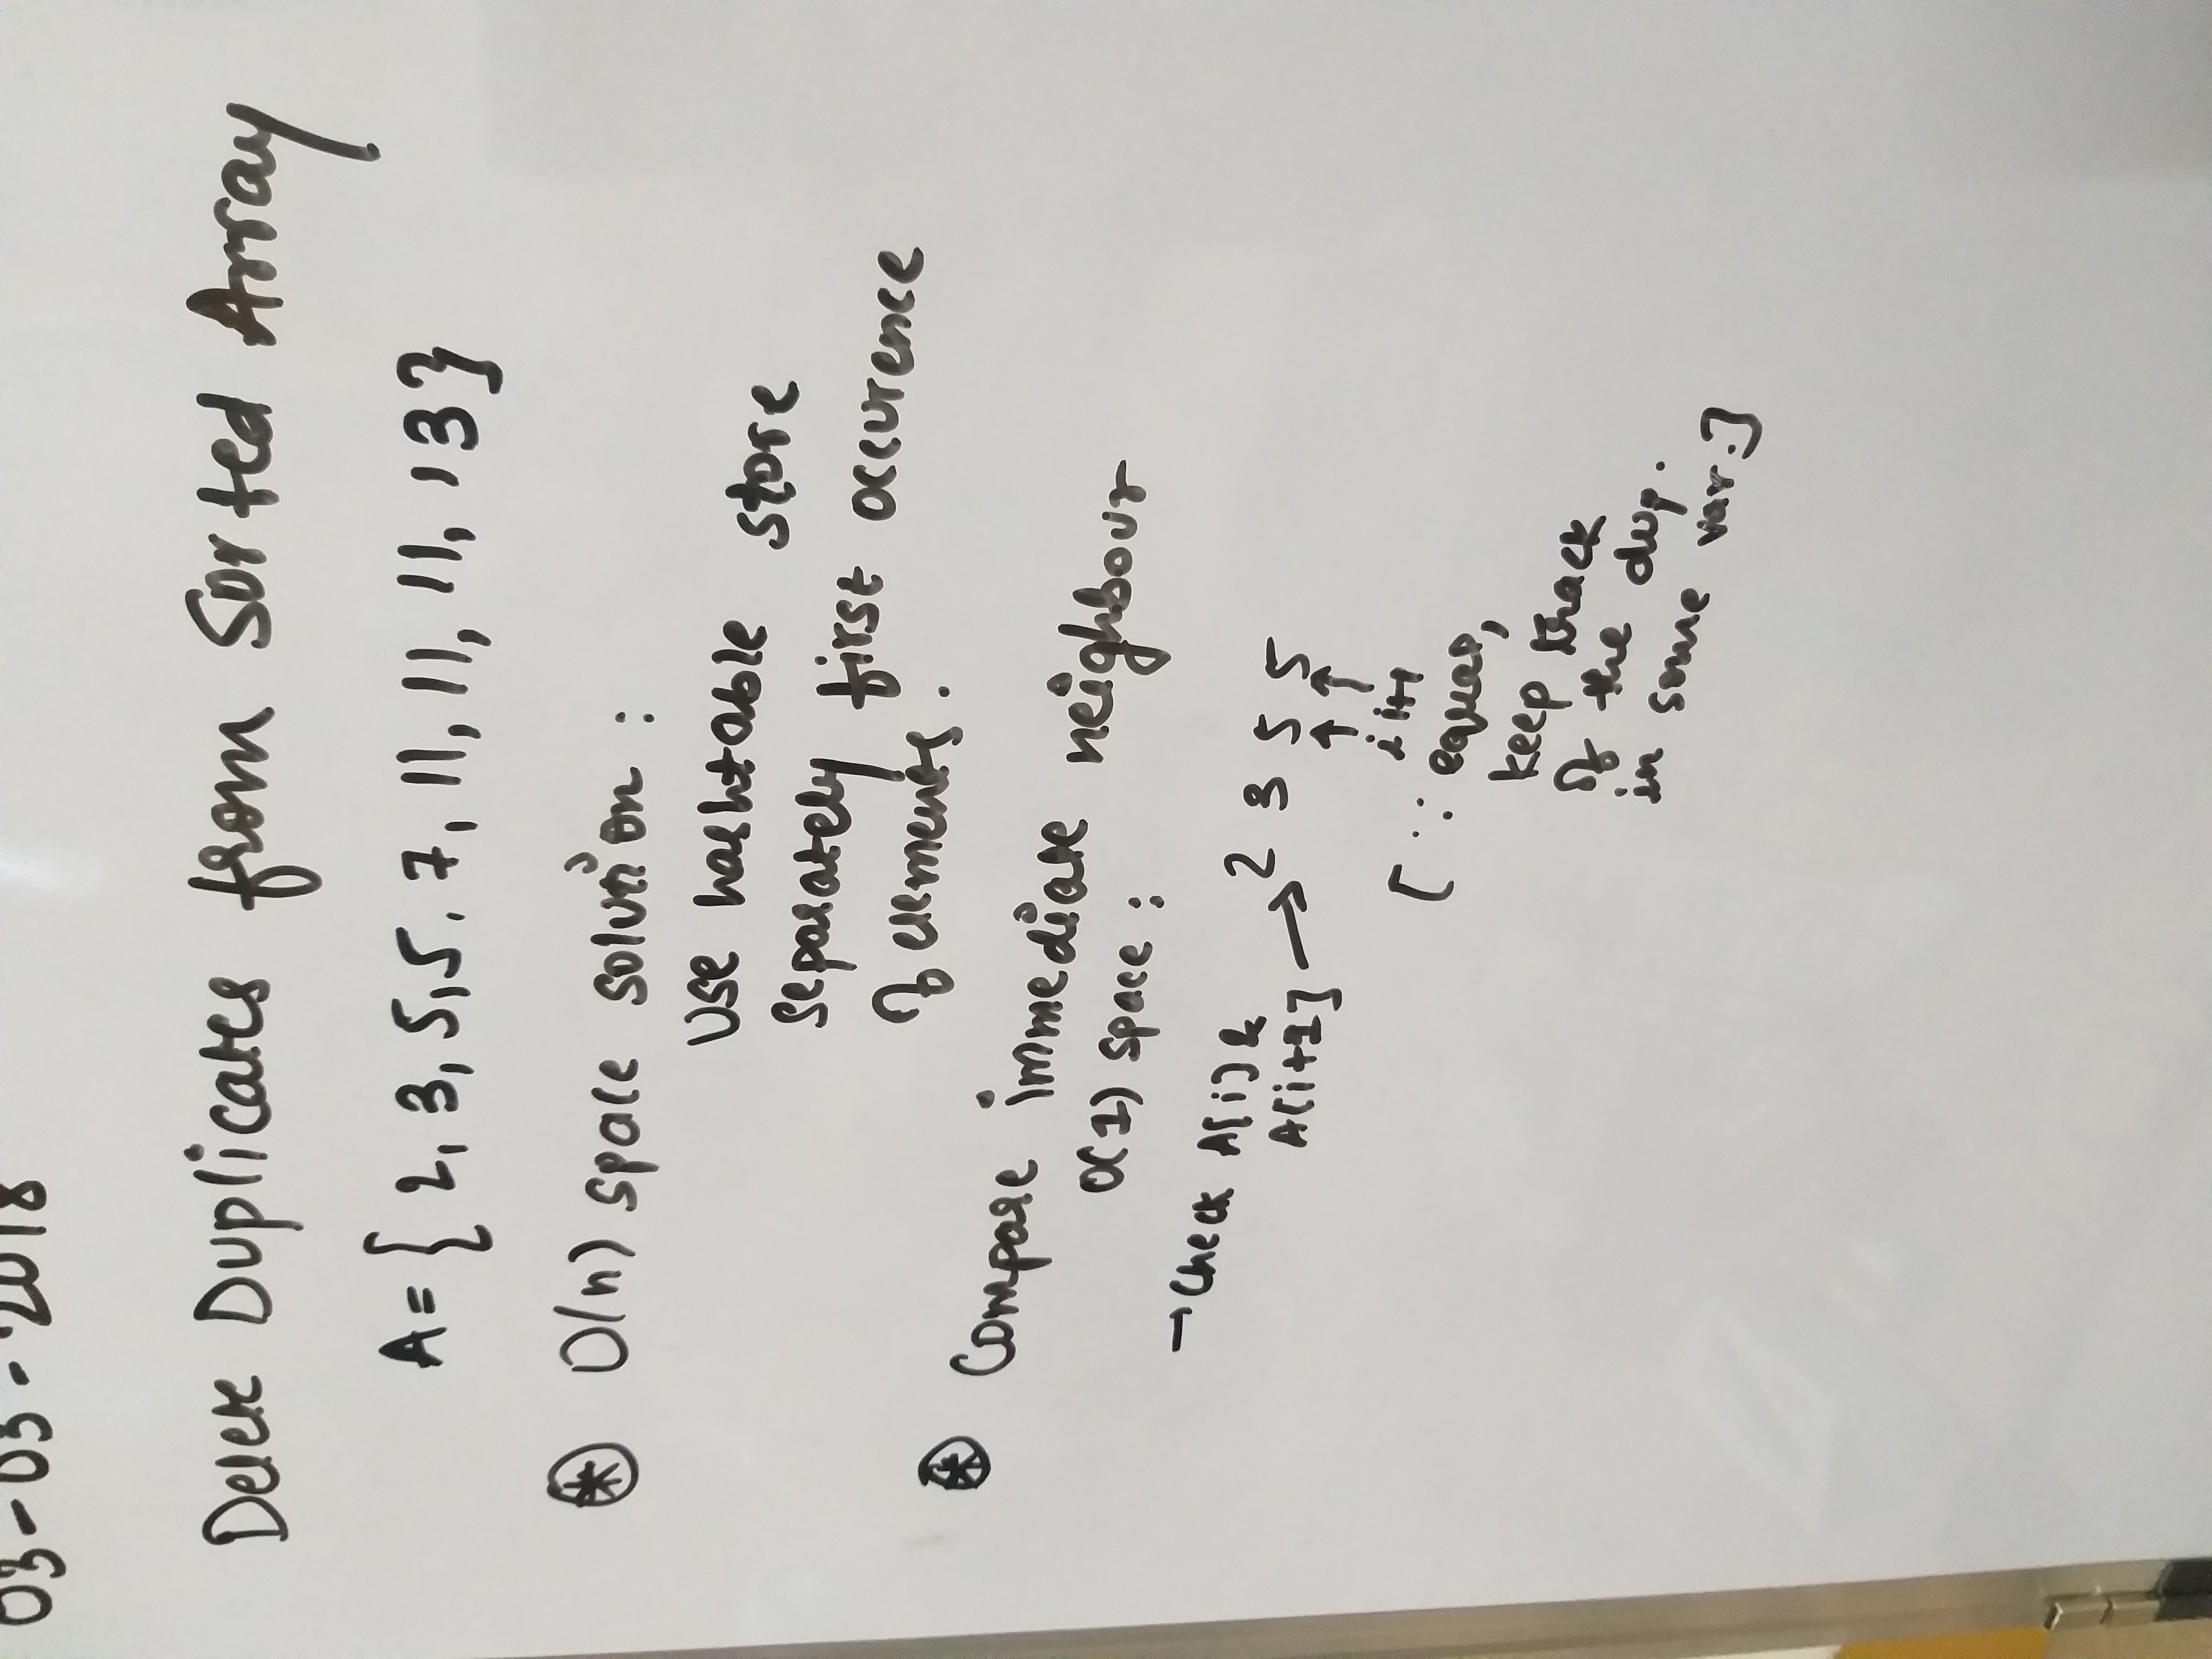 03-03-2018
Delete Duplicates from Sorted Array
A= { 2, 3, 5, 5, 7, 11, 11, 11, 13}
O(n) space solution :
Use hashtable store
separately first occurence
of elements.
Compare immediate neighbour
O(1) space :
→ Check A[i] &
A[i+1] → 2 3 5 5
↑ ↑
i i+1
[ ∵ equal,
keep track
of the dup.
in some var.]